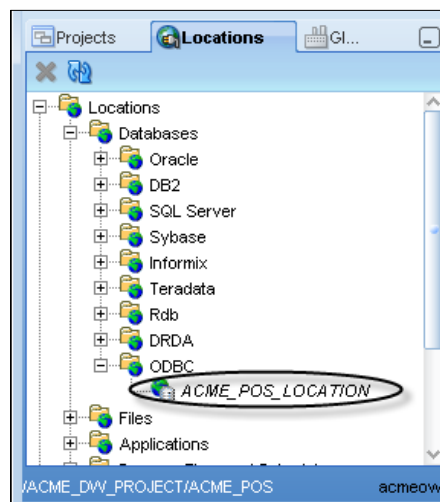 Projects Locations Gl...
Locations
Databases
Oracle
DB2
SQL Server
Sybase
Informix
Teradata
Rdb
DRDA
ODBC
ACME_POS_LOCATION
Files
Applications
/ACME_DW_PROJECT/ACME_POS acmeow